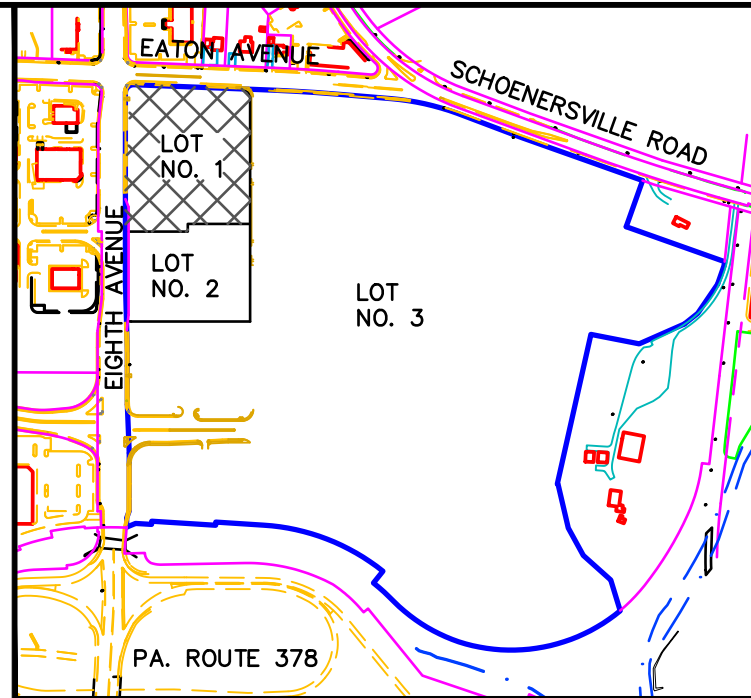 EATON AVENUE
SCHOENERSVILLE ROAD
LOT
NO. 1
EIGHTH AVENUE
LOT
NO. 2
LOT
NO. 3
PA. ROUTE 378